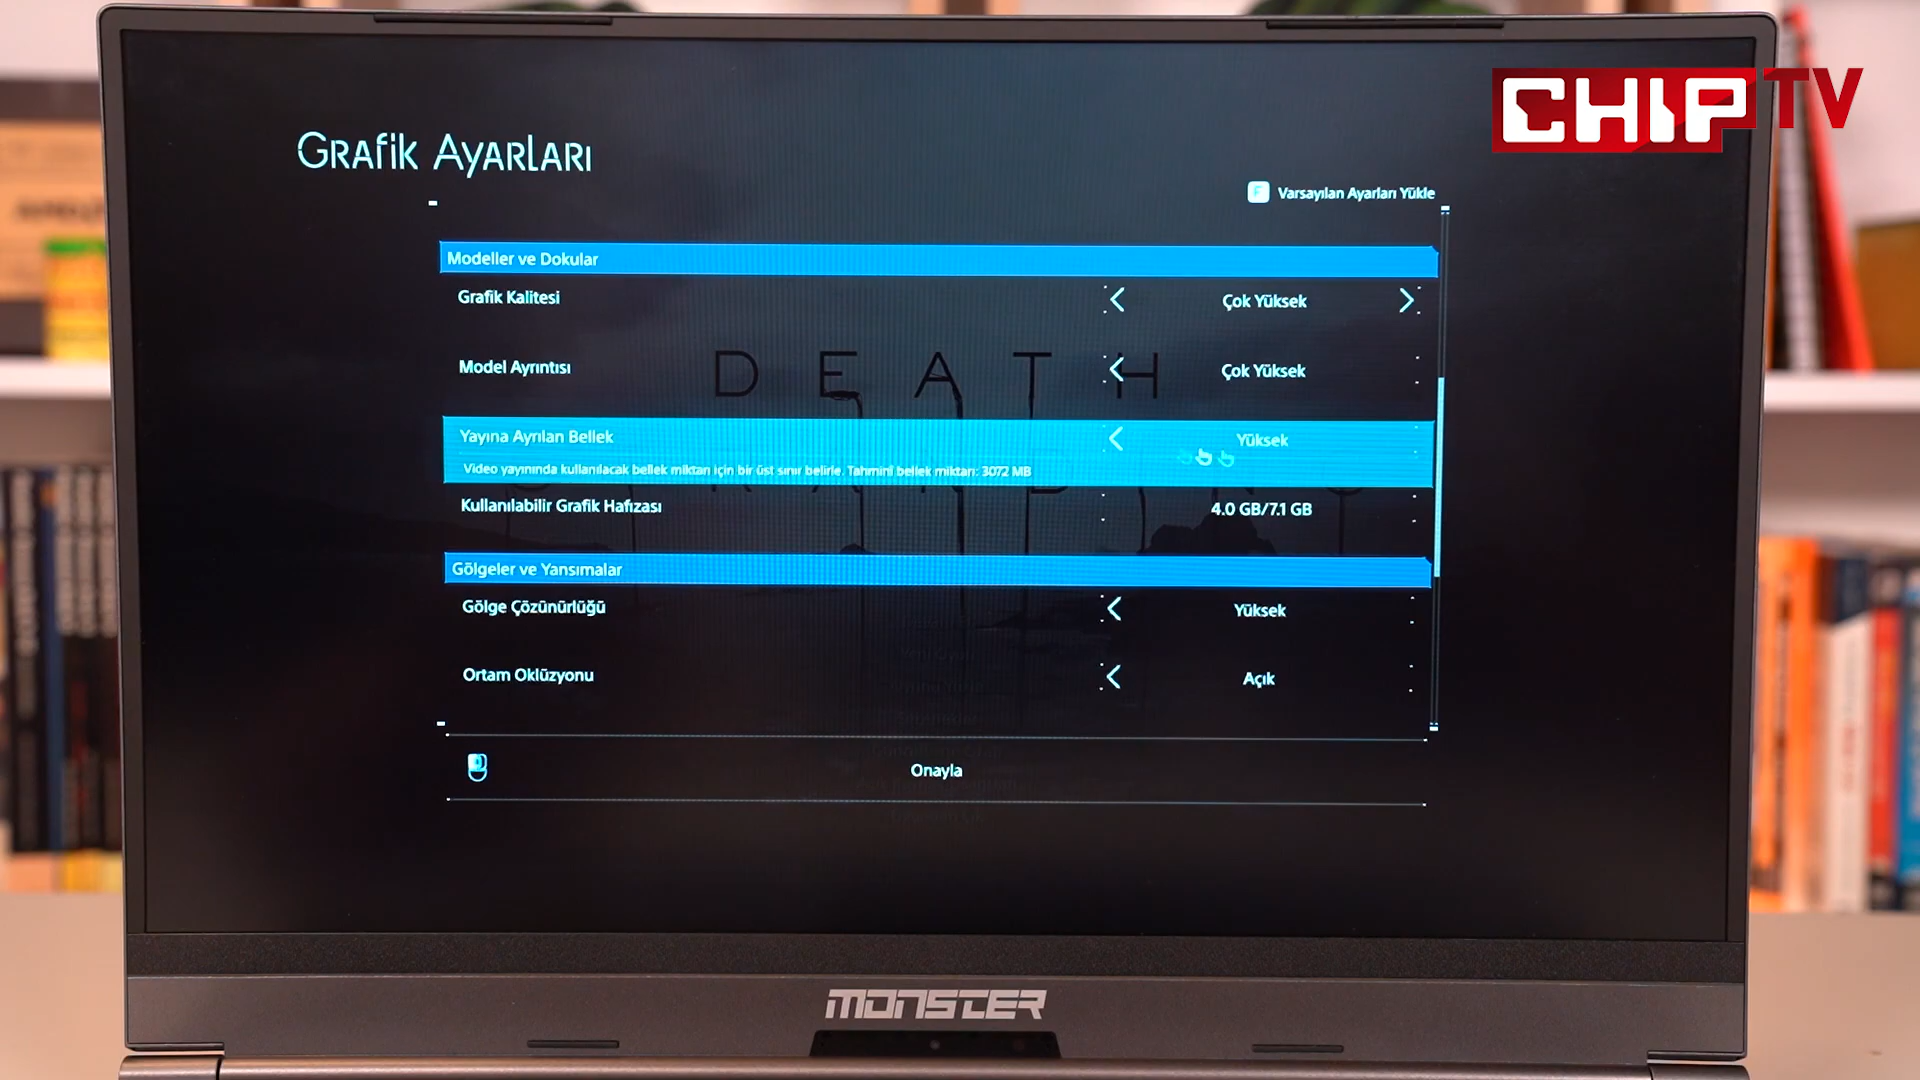 CHIP TV
Grafik Ayarları
F Varsayılan Ayarları Yükle
Modeller ve Dokular
Grafik Kalitesi Çok Yüksek
Model Ayrıntısı Çok Yüksek
DEATH
Yayına Ayrılan Bellek Yüksek
Video yayınında kullanılacak bellek miktarı için bir üst sınır belirle. Tahmini bellek miktarı: 3072 MB
Kullanılabilir Grafik Hafızası 4.0 GB/7.1 GB
Gölgeler ve Yansımalar
Gölge Çözünürlüğü Yüksek
Ortam Oklüzyonu Açık
Onayla
MONSTER